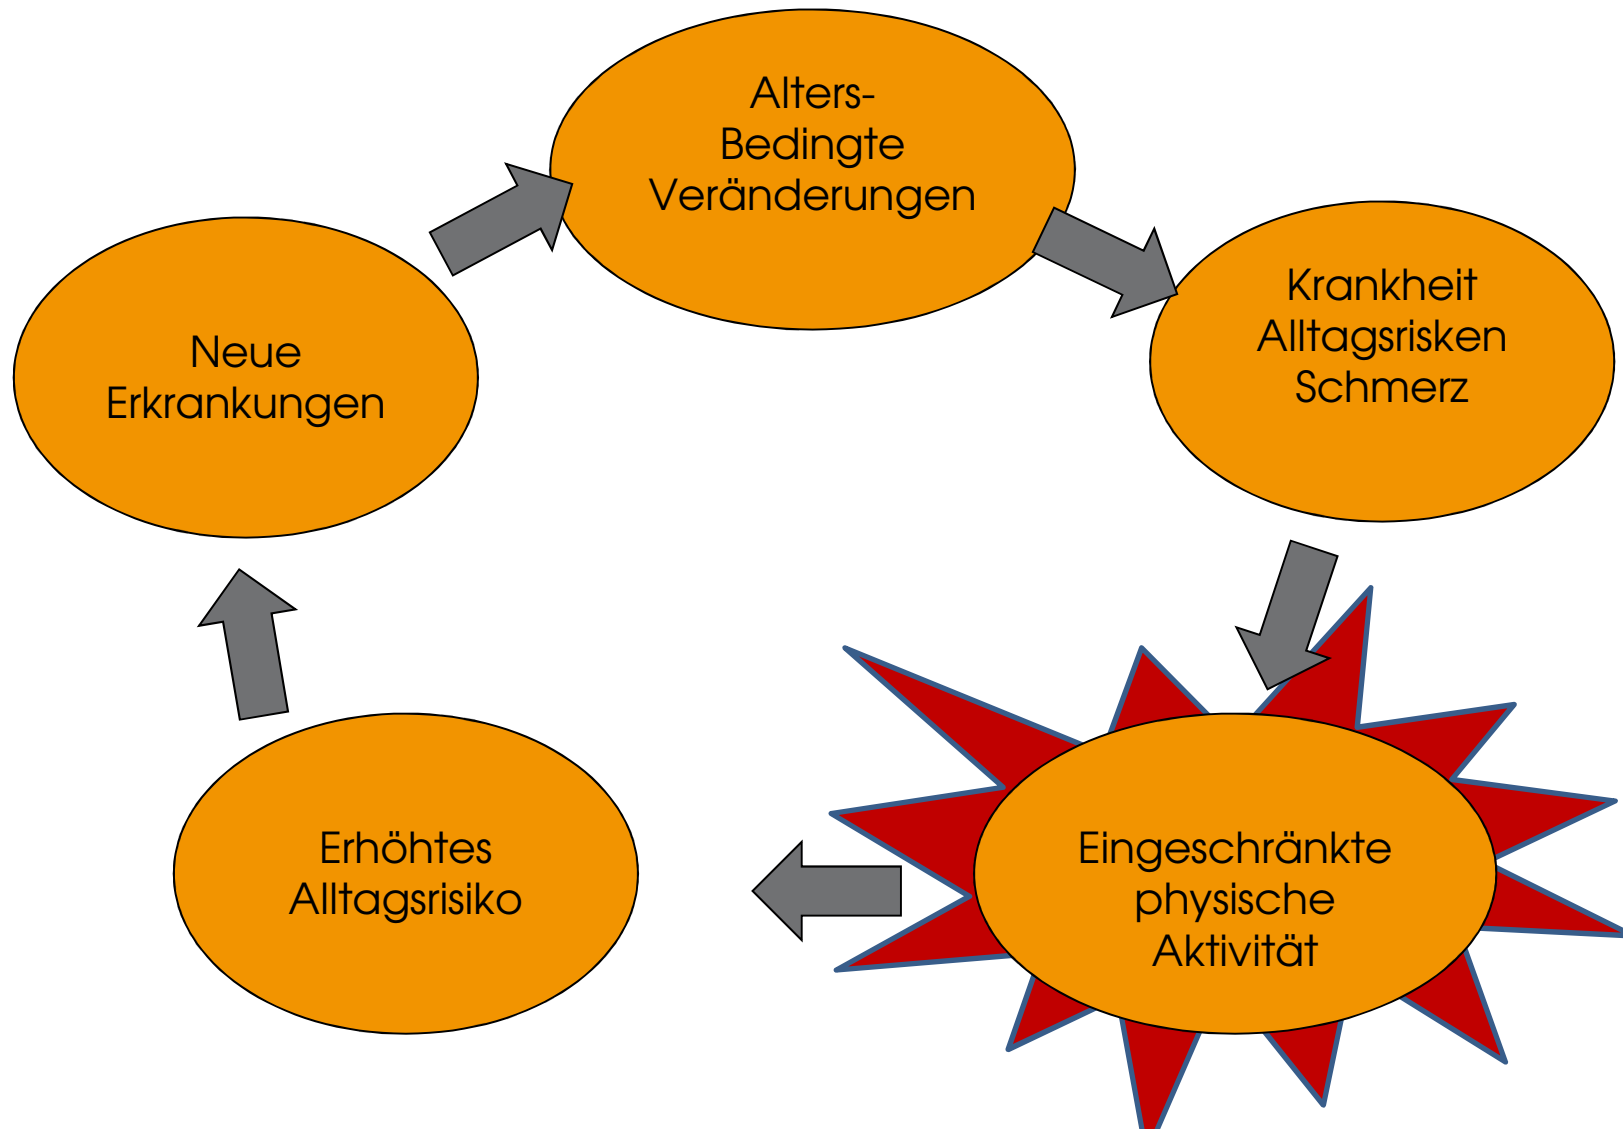 Alters-
Bedingte
Veränderungen
Krankheit
Alltagsrisken
Schmerz
Eingeschränkte
physische
Aktivität
Erhöhtes
Alltagsrisiko
Neue
Erkrankungen